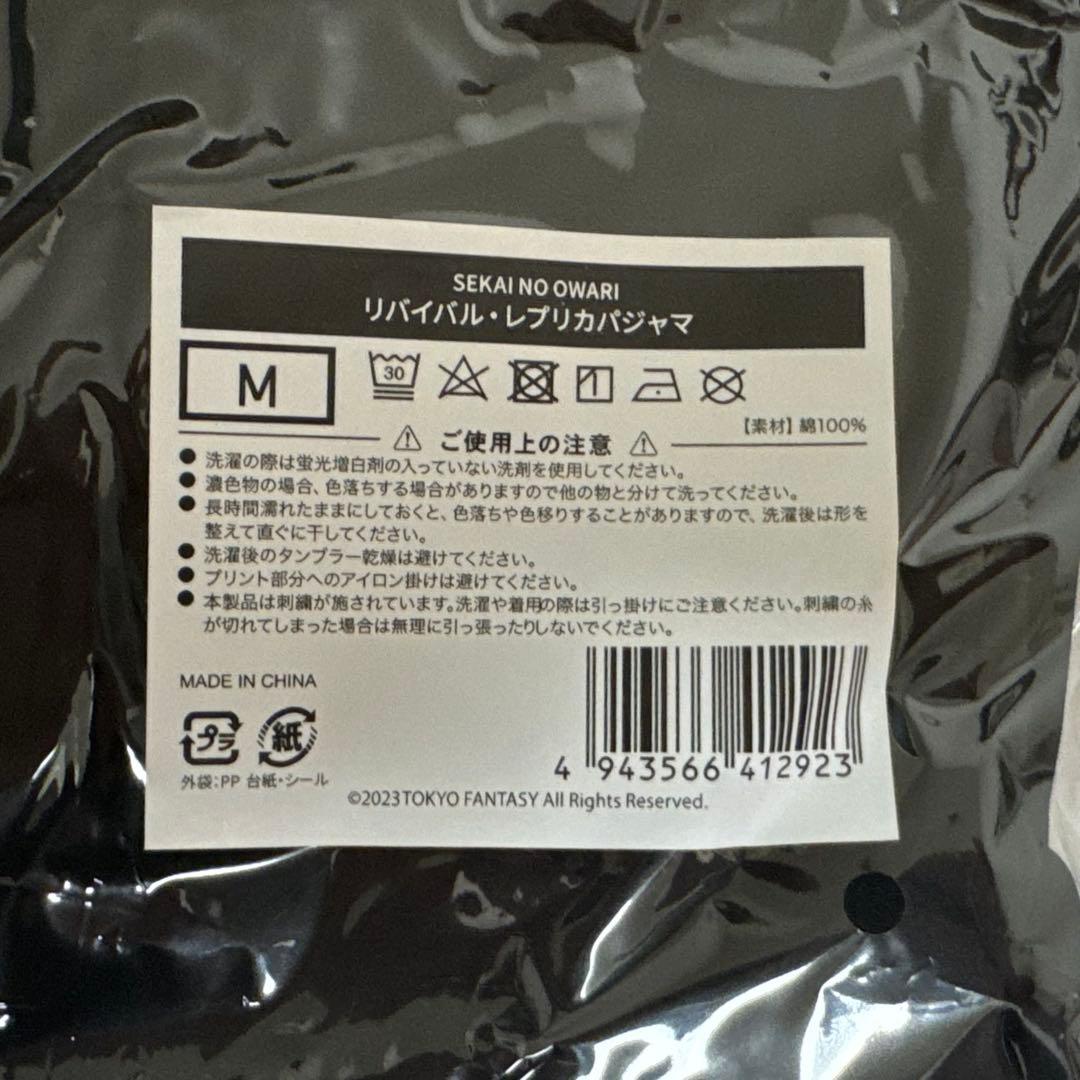 SEKAI NO OWARI
リバイバル・レプリカパジャマ
M
30
【素材】綿100%
ご使用上の注意
● 洗濯の際は蛍光増白剤の入っていない洗剤を使用してください。
● 濃色物の場合、色落ちする場合がありますので他の物と分けて洗ってください。
● 長時間濡れたままにしておくと、色落ちや色移りすることがありますので、洗濯後は形を
整えて直ぐに干してください。
● 洗濯後のタンブラー乾燥は避けてください。
● プリント部分へのアイロン掛けは避けてください。
● 本製品は刺繍が施されています。洗濯や着用の際は引っ掛けにご注意ください。刺繍の糸
が切れてしまった場合は無理に引っ張ったりしないでください。
MADE IN CHINA
プラ 紙
外袋:PP 台紙・シール
4 943566 412923
©2023TOKYO FANTASY All Rights Reserved.